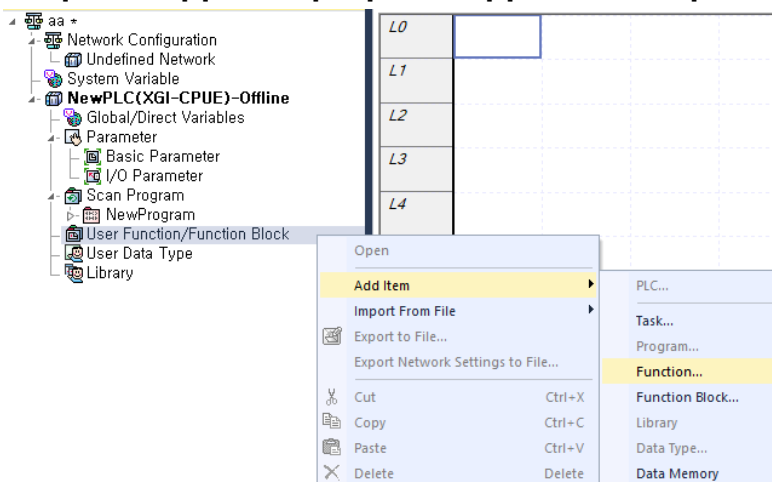 aa *
Network Configuration
Undefined Network
System Variable
NewPLC(XGI-CPUE)-Offline
Global/Direct Variables
Parameter
Basic Parameter
I/O Parameter
Scan Program
NewProgram
User Function/Function Block
User Data Type
Library
L0
L1
L2
L3
L4
Open
Add Item
Import From File
Export to File...
Export Network Settings to File...
Cut Ctrl+X
Copy Ctrl+C
Paste Ctrl+V
Delete Delete
PLC...
Task...
Program...
Function...
Function Block...
Library
Data Type...
Data Memory